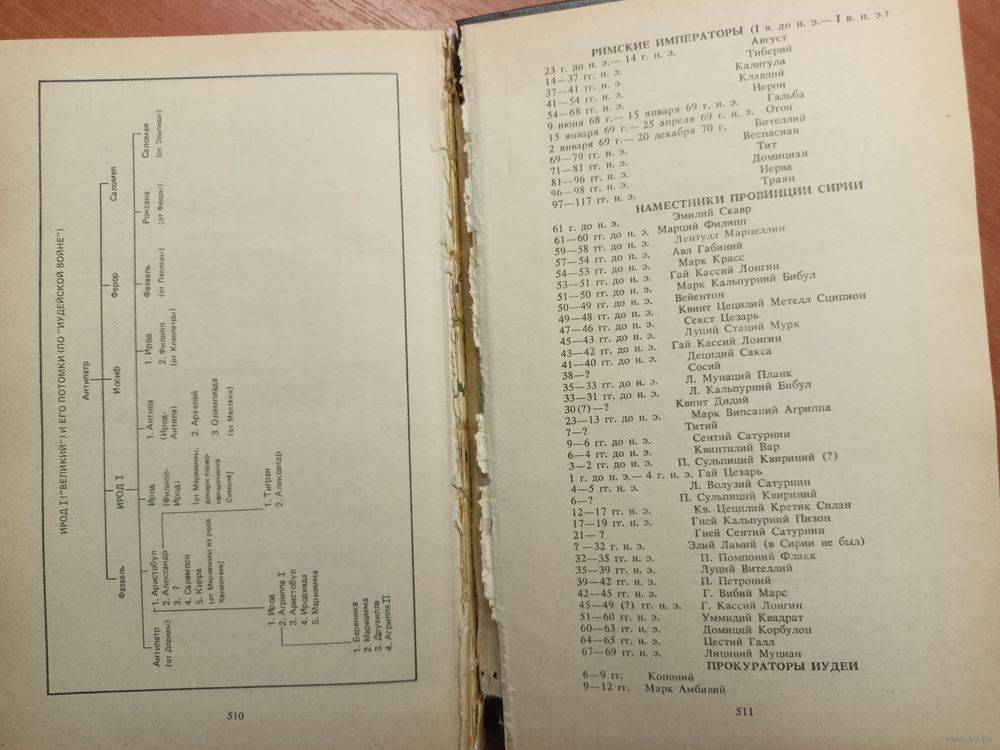 ИРОД I ("ВЕЛИКИЙ") И ЕГО ПОТОМКИ (ПО "ИУДЕЙСКОЙ ВОЙНЕ")
Антипатр
Фазаель ИРОД I Иосиф Ферор Саломея
Антипатр
(от Дориды)
1. Аристобул
2. Александр
3. ?
4. Салампсо
5. Кипра
(от Мариаммы из рода
Хасмонеев)
Ирод
(Филипп-
Ирод)
(от Мариаммы,
дочери перво-
священника
Симона)
1. Антипа
(Ирод-
Антипа)
2. Архелай
3. Олимпиада
(от Малтаки)
1. Ирод
2. Филипп
(от Клеопатры)
Фазаель
(от Паллады)
Роксана
(от Федры)
Саломея
(от Эльпиды)
1. Тигран
2. Александр
1. Ирод
2. Агриппа I
3. Аристобул
4. Иродиада
5. Мариамма
1. Береника
2. Мариамма
3. Друзилла
4. Агриппа II
510
РИМСКИЕ ИМПЕРАТОРЫ (I в. до н. э.— I в. н. э.)
23 г. до н. э.— 14 г. н. э. Август
14—37 гг. н. э. Тиберий
37—41 гг. н. э. Калигула
41—54 гг. н. э. Клавдий
54—68 гг. н. э. Нерон
9 июня 68 г.— 15 января 69 г. н. э. Гальба
15 января 69 г.— 25 апреля 69 г. н. э. Отон
2 января 69 г.— 20 декабря 70 г. Вителлий
69—79 гг. н. э. Веспасиан
71—81 гг. н. э. Тит
81—96 гг. н. э. Домициан
96—98 гг. н. э. Нерва
97—117 гг. н. э. Траян
НАМЕСТНИКИ ПРОВИНЦИИ СИРИИ
61 г. до н. э. Эмилий Скавр
61—60 гг. до н. э. Марций Филипп
59—58 гг. до н. э. Лентулл Марцеллин
57—54 гг. до н. э. Авл Габиний
54—53 гг. до н. э. Марк Красс
53—51 гг. до н. э. Гай Кассий Лонгин
51—50 гг. до н. э. Марк Кальпурний Бибул
50—49 гг. до н. э. Вейентон
49—48 гг. до н. э. Квинт Цецилий Метелл Сципион
47—46 гг. до н. э. Секст Цезарь
45—43 гг. до н. э. Луций Стаций Мурк
43—42 гг. до н. э. Гай Кассий Лонгин
41—40 гг. до н. э. Децидий Сакса
38—? Сосий
35—33 гг. до н. э. Л. Мунаций Планк
33—31 гг. до н. э. Л. Кальпурний Бибул
30(?)—? Квинт Дидий
23—13 гг. до н. э. Марк Випсаний Агриппа
?—? Титий
9—6 гг. до н. э. Сентий Сатурнин
6—4 гг. до н. э. Квинтилий Вар
3—2 гг. до н. э. П. Сульпиций Квириний (?)
1 г. до н. э.— 4 г. н. э. Гай Цезарь
4—5 гг. н. э. Л. Волузий Сатурнин
6—? П. Сульпиций Квириний
12—17 гг. н. э. Кв. Цецилий Кретик Силан
17—19 гг. н. э. Гней Кальпурний Пизон
21— ? Гней Сентий Сатурнин
? —32 г. н. э. Элий Ламий (в Сирии не был)
32—35 гг. н. э. П. Помпоний Флакк
35—39 гг. н. э. Луций Вителлий
39—42 гг. н. э. П. Петроний
42—45 гг. н. э. Г. Вибий Марс
45—49 (?) гг. н. э. Г. Кассий Лонгин
51—60 гг. н. э. Уммидий Квадрат
60—63 гг. н. э. Домиций Корбулон
64—65 гг. н. э. Цестий Галл
67—69 гг. н. э. Лициний Муциан
ПРОКУРАТОРЫ ИУДЕИ
6—9 гг. Копоний
9—12 гг. Марк Амбивий
511
www.ay.by